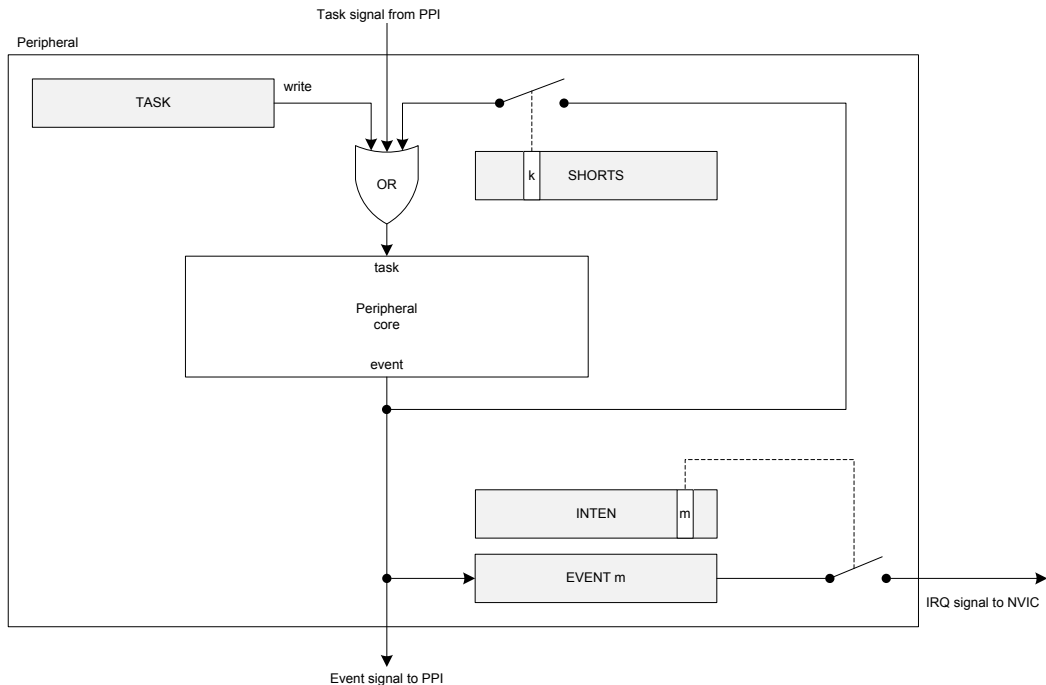 Task signal from PPI
Peripheral
write
TASK
k
SHORTS
OR
task
Peripheral
core
event
INTEN
m
EVENT m
IRQ signal to NVIC
Event signal to PPI